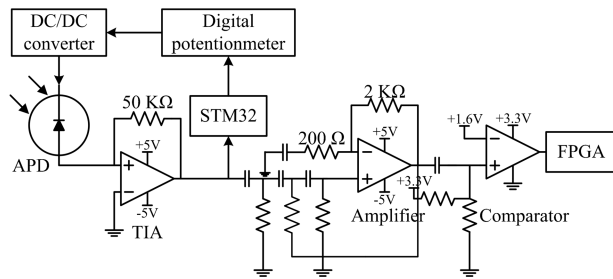 DC/DC
converter
Digital
potentionmeter
STM32
APD
50 KΩ
+5V
-5V
TIA
200 Ω
2 KΩ
+5V
-5V
Amplifier
+3.3V
+1.6V
+3.3V
Comparator
FPGA